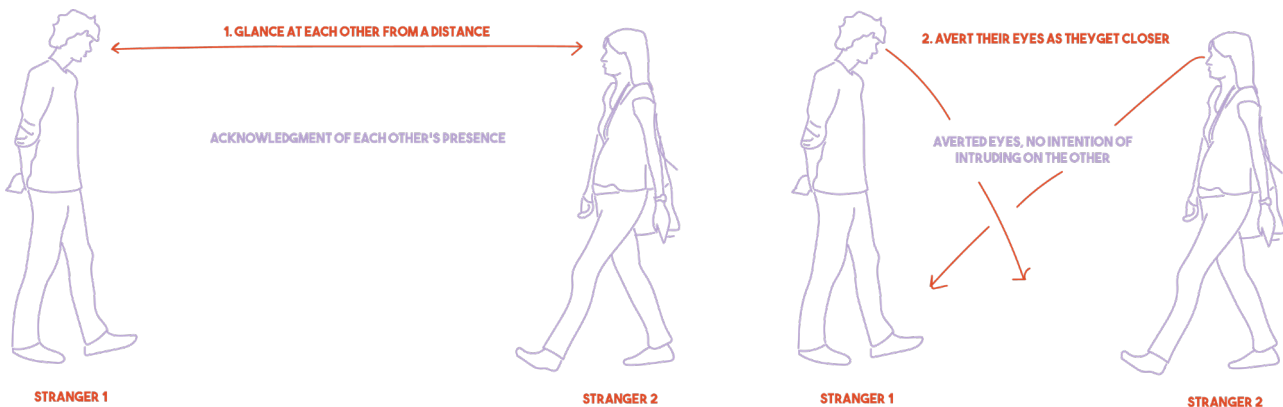 1. GLANCE AT EACH OTHER FROM A DISTANCE
ACKNOWLEDGMENT OF EACH OTHER'S PRESENCE
STRANGER 1
STRANGER 2
2. AVERT THEIR EYES AS THEYGET CLOSER
AVERTED EYES, NO INTENTION OF
INTRUDING ON THE OTHER
STRANGER 1
STRANGER 2